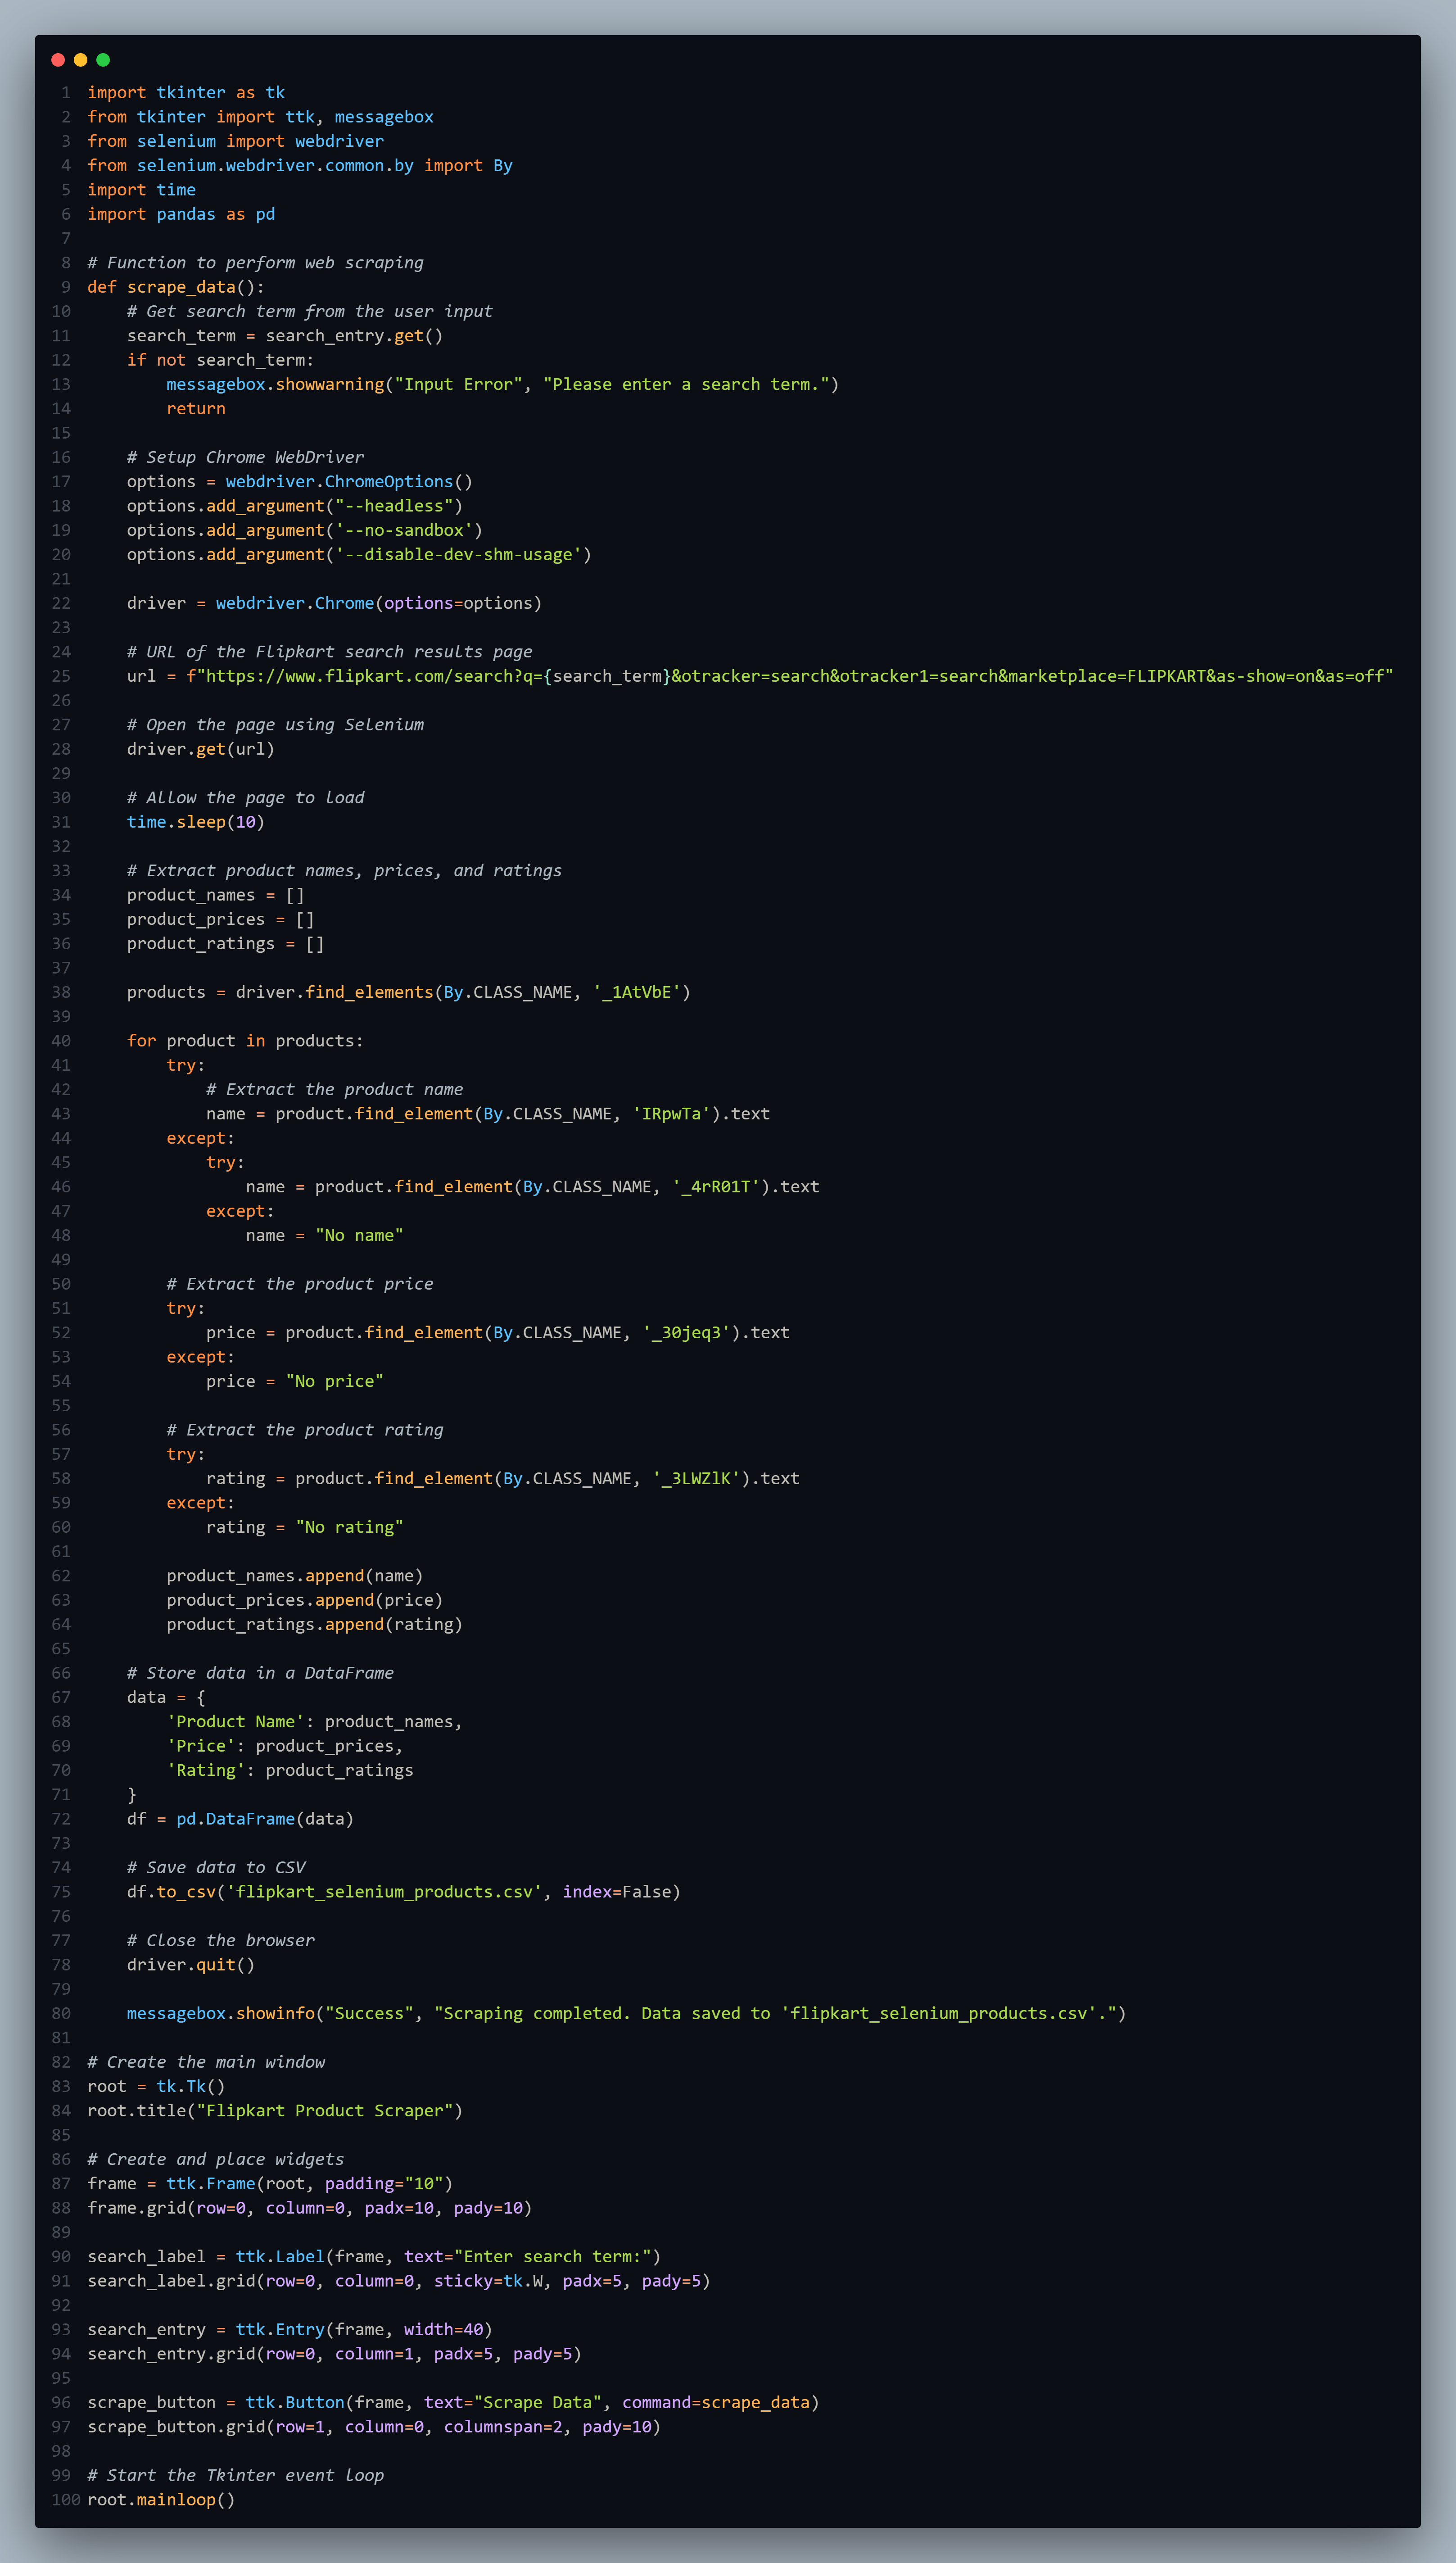 1 import tkinter as tk
2 from tkinter import ttk, messagebox
3 from selenium import webdriver
4 from selenium.webdriver.common.by import By
5 import time
6 import pandas as pd
7
8 # Function to perform web scraping
9 def scrape_data():
10     # Get search term from the user input
11     search_term = search_entry.get()
12     if not search_term:
13         messagebox.showwarning("Input Error", "Please enter a search term.")
14         return
15
16     # Setup Chrome WebDriver
17     options = webdriver.ChromeOptions()
18     options.add_argument("--headless")
19     options.add_argument('--no-sandbox')
20     options.add_argument('--disable-dev-shm-usage')
21
22     driver = webdriver.Chrome(options=options)
23
24     # URL of the Flipkart search results page
25     url = f"https://www.flipkart.com/search?q={search_term}&otracker=search&otracker1=search&marketplace=FLIPKART&as-show=on&as=off"
26
27     # Open the page using Selenium
28     driver.get(url)
29
30     # Allow the page to load
31     time.sleep(10)
32
33     # Extract product names, prices, and ratings
34     product_names = []
35     product_prices = []
36     product_ratings = []
37
38     products = driver.find_elements(By.CLASS_NAME, '_1AtVbE')
39
40     for product in products:
41         try:
42             # Extract the product name
43             name = product.find_element(By.CLASS_NAME, 'IRpwTa').text
44         except:
45             try:
46                 name = product.find_element(By.CLASS_NAME, '_4rR01T').text
47             except:
48                 name = "No name"
49
50         # Extract the product price
51         try:
52             price = product.find_element(By.CLASS_NAME, '_30jeq3').text
53         except:
54             price = "No price"
55
56         # Extract the product rating
57         try:
58             rating = product.find_element(By.CLASS_NAME, '_3LWZlK').text
59         except:
60             rating = "No rating"
61
62         product_names.append(name)
63         product_prices.append(price)
64         product_ratings.append(rating)
65
66     # Store data in a DataFrame
67     data = {
68         'Product Name': product_names,
69         'Price': product_prices,
70         'Rating': product_ratings
71     }
72     df = pd.DataFrame(data)
73
74     # Save data to CSV
75     df.to_csv('flipkart_selenium_products.csv', index=False)
76
77     # Close the browser
78     driver.quit()
79
80     messagebox.showinfo("Success", "Scraping completed. Data saved to 'flipkart_selenium_products.csv'.")
81
82 # Create the main window
83 root = tk.Tk()
84 root.title("Flipkart Product Scraper")
85
86 # Create and place widgets
87 frame = ttk.Frame(root, padding="10")
88 frame.grid(row=0, column=0, padx=10, pady=10)
89
90 search_label = ttk.Label(frame, text="Enter search term:")
91 search_label.grid(row=0, column=0, sticky=tk.W, padx=5, pady=5)
92
93 search_entry = ttk.Entry(frame, width=40)
94 search_entry.grid(row=0, column=1, padx=5, pady=5)
95
96 scrape_button = ttk.Button(frame, text="Scrape Data", command=scrape_data)
97 scrape_button.grid(row=1, column=0, columnspan=2, pady=10)
98
99 # Start the Tkinter event loop
100 root.mainloop()